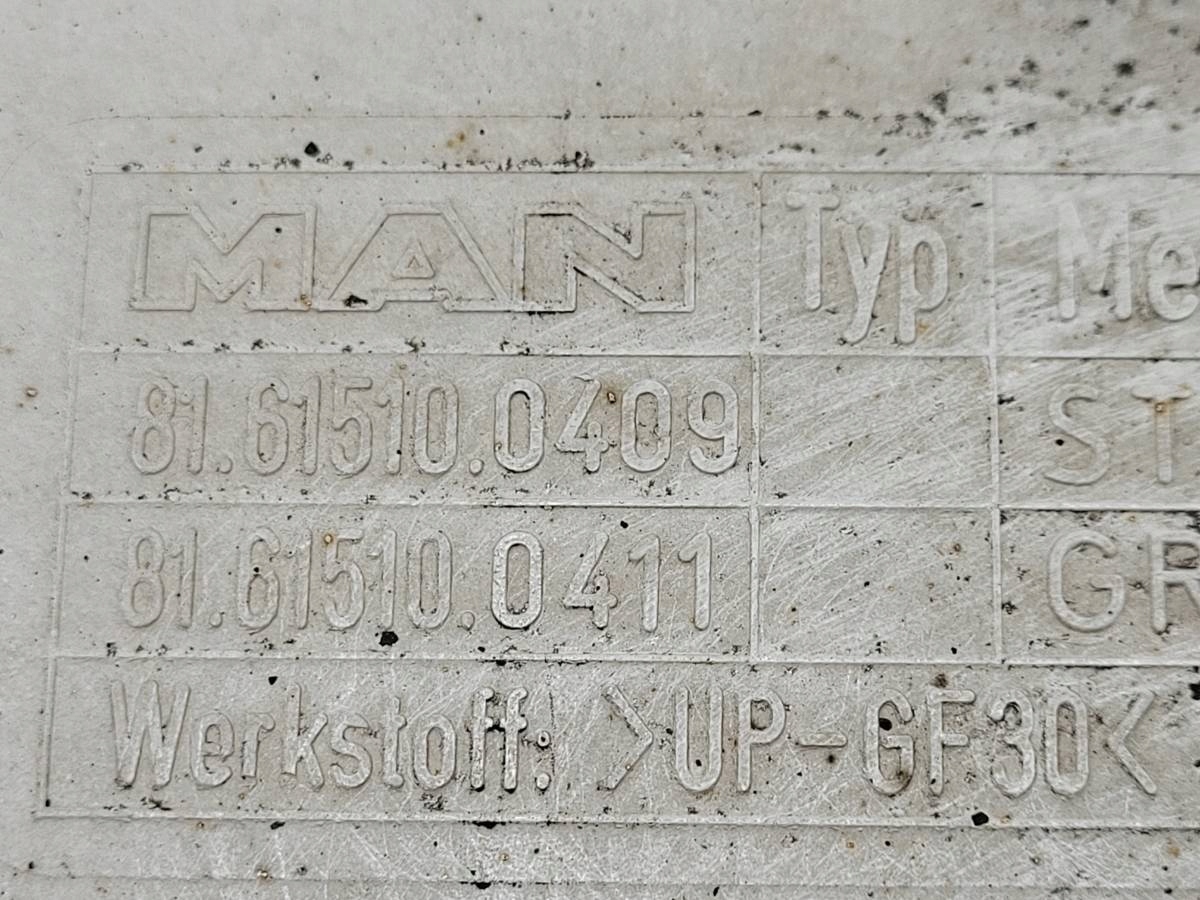 MAN Typ Me
81.61510.0409 ST
81.61510.0411 GR
Werkstoff: >UP-GF30<